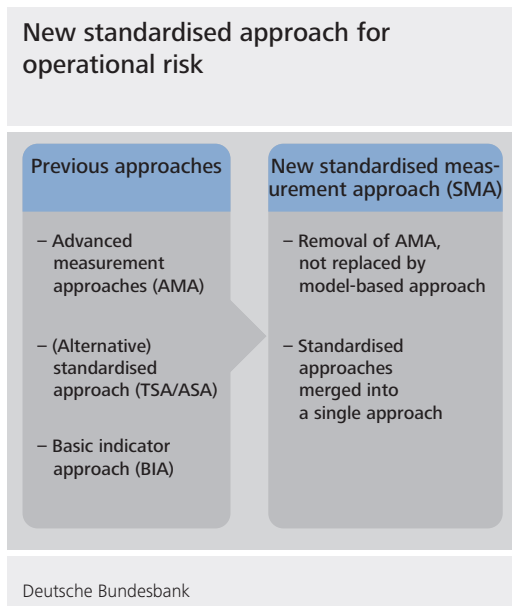 New standardised approach for
operational risk
Previous approaches
– Advanced
measurement
approaches (AMA)
– (Alternative)
standardised
approach (TSA/ASA)
– Basic indicator
approach (BIA)
New standardised meas-
urement approach (SMA)
– Removal of AMA,
not replaced by
model-based approach
– Standardised
approaches
merged into
a single approach
Deutsche Bundesbank